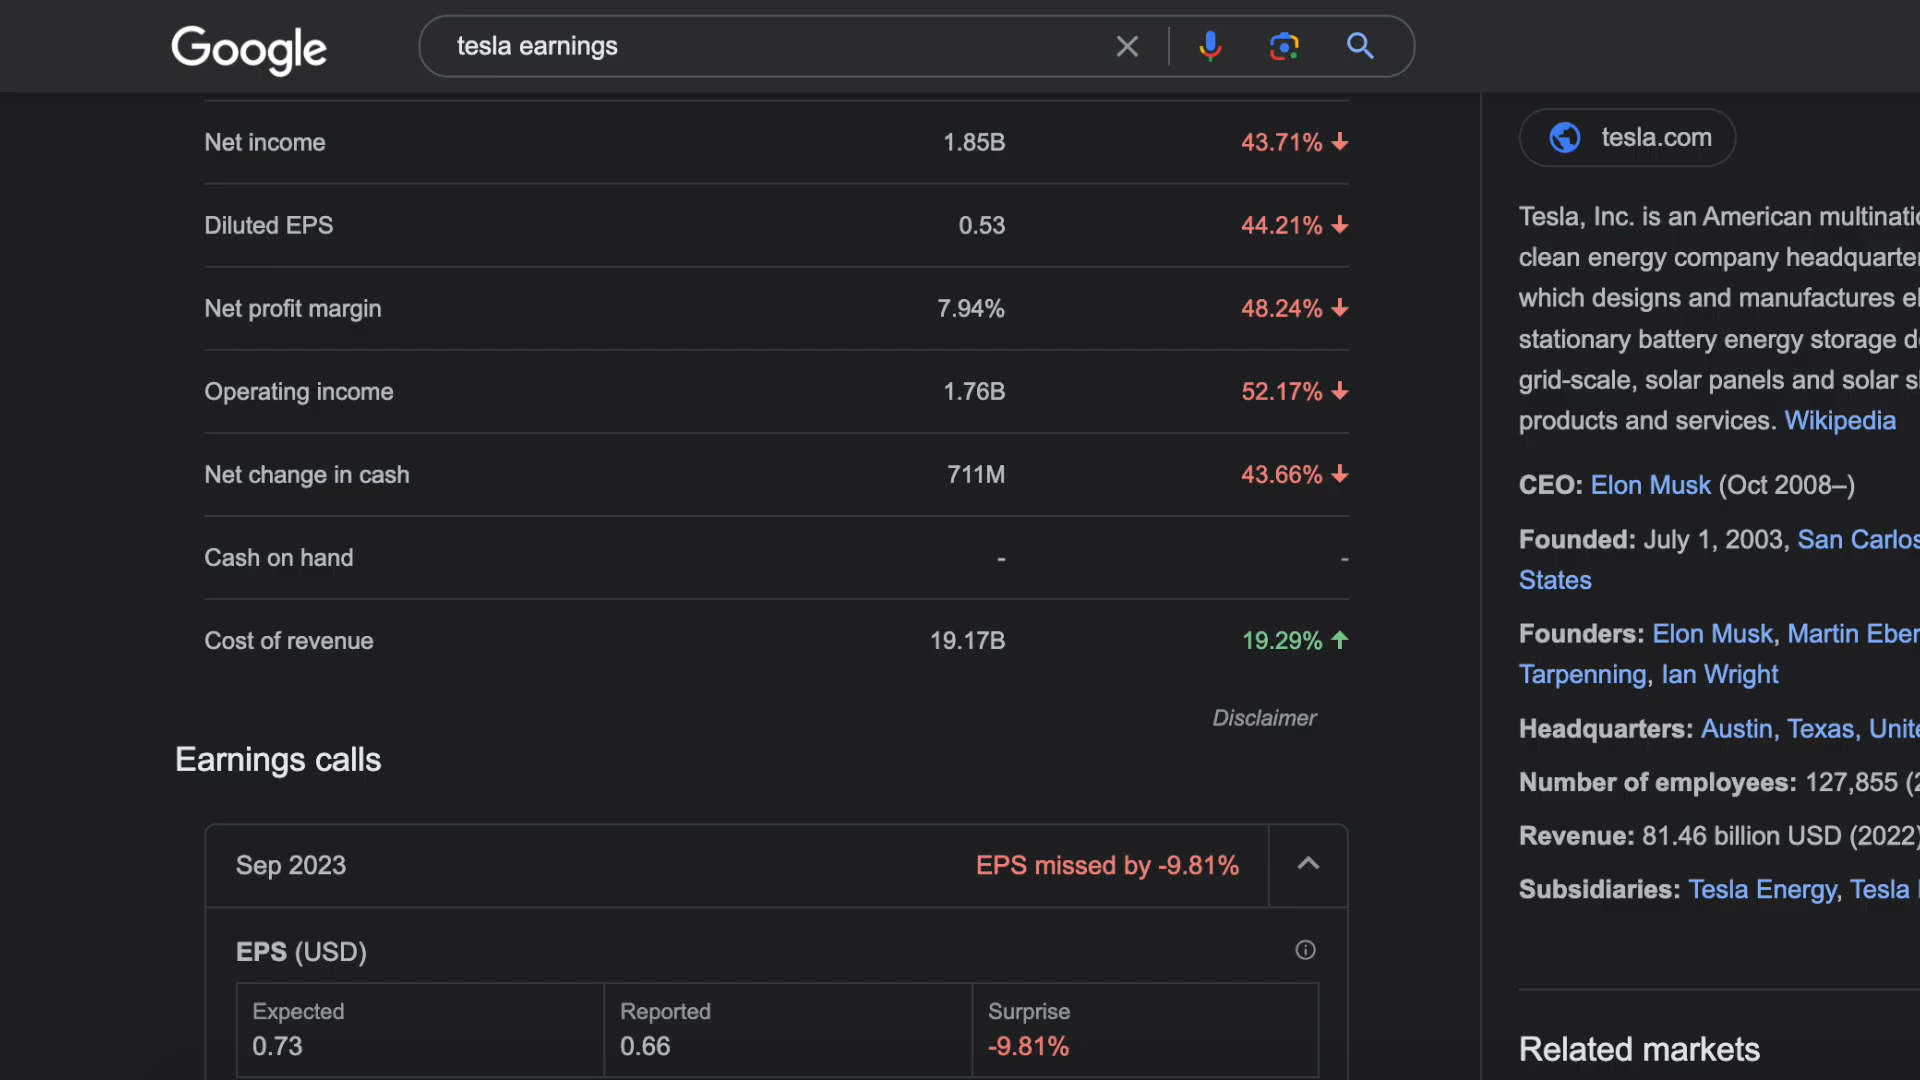 Google
tesla earnings
Net income 1.85B 43.71%
Diluted EPS 0.53 44.21%
Net profit margin 7.94% 48.24%
Operating income 1.76B 52.17%
Net change in cash 711M 43.66%
Cash on hand - -
Cost of revenue 19.17B 19.29%
Disclaimer
Earnings calls
Sep 2023 EPS missed by -9.81%
EPS (USD)
Expected Reported Surprise
0.73 0.66 -9.81%
tesla.com
Tesla, Inc. is an American
clean energy company
which designs and manufactures
stationary battery energy storage
grid-scale, solar panels and solar
products and services. Wikipedia
CEO: Elon Musk (Oct 2008–)
Founded: July 1, 2003, San Carlos
States
Founders: Elon Musk, Martin
Tarpenning, Ian Wright
Headquarters: Austin, Texas,
Number of employees: 127,855
Revenue: 81.46 billion USD (2022)
Subsidiaries: Tesla Energy, Tesla
Related markets